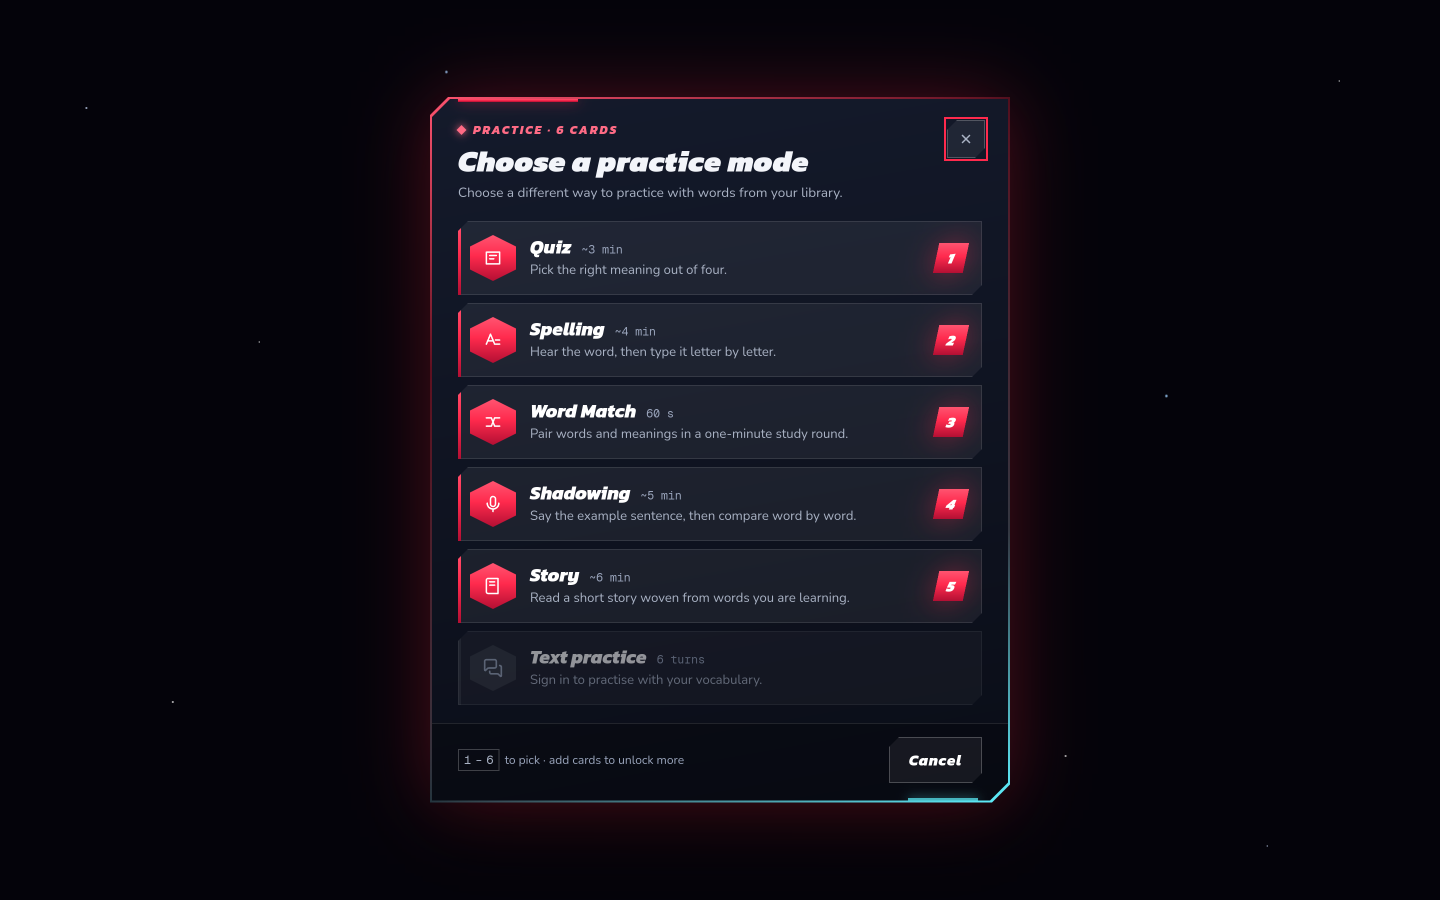 PRACTICE · 6 CARDS
Choose a practice mode
Choose a different way to practice with words from your library.
Quiz ~3 min
Pick the right meaning out of four.
1
Spelling ~4 min
Hear the word, then type it letter by letter.
2
Word Match 60 s
Pair words and meanings in a one-minute study round.
3
Shadowing ~5 min
Say the example sentence, then compare word by word.
4
Story ~6 min
Read a short story woven from words you are learning.
5
Text practice 6 turns
Sign in to practise with your vocabulary.
1 – 6 to pick · add cards to unlock more
Cancel